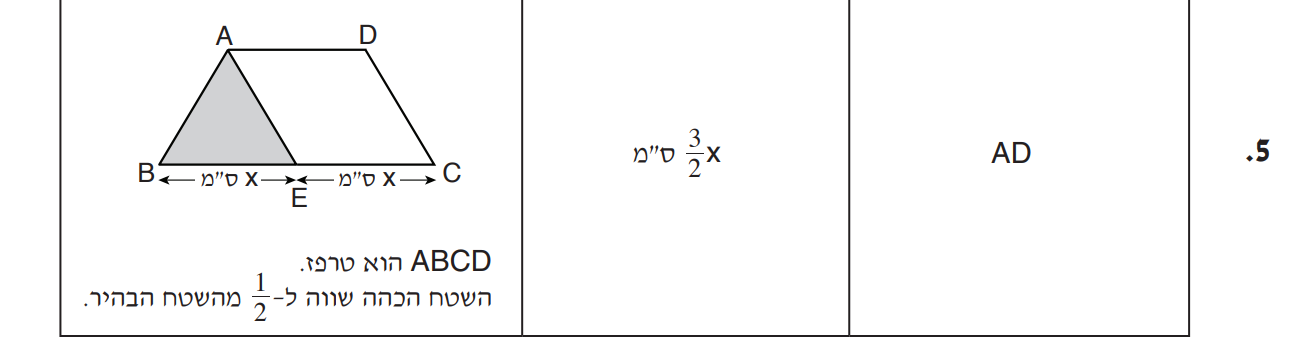 .5
AD
$\frac{3}{2}$x ס"מ
A D
B C
x ס"מ x ס"מ
E
ABCD הוא טרפז.
השטח הכהה שווה ל-$\frac{1}{2}$ מהשטח הבהיר.